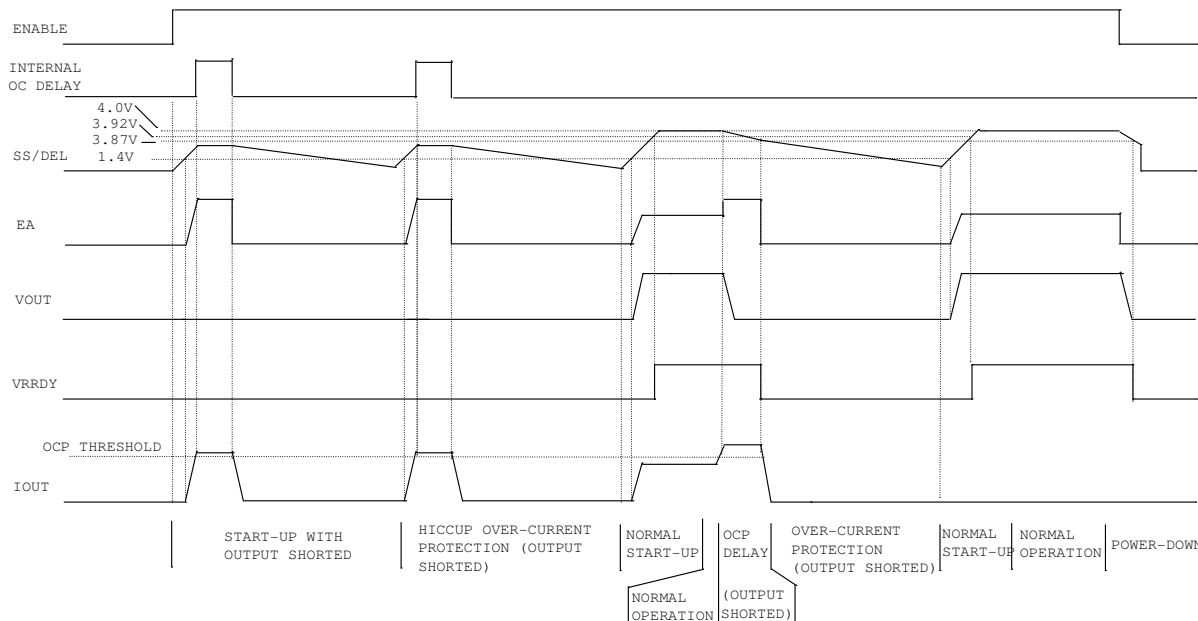 ENABLE
INTERNAL
OC DELAY
4.0V
3.92V
3.87V
SS/DEL
1.4V
EA
VOUT
VRRDY
OCP THRESHOLD
IOUT
START-UP WITH
OUTPUT SHORTED
HICCUP OVER-CURRENT
PROTECTION (OUTPUT
SHORTED)
NORMAL
START-UP
NORMAL
OPERATION
OCP
DELAY
(OUTPUT
SHORTED)
OVER-CURRENT
PROTECTION
(OUTPUT SHORTED)
NORMAL
START-UP
NORMAL
OPERATION
POWER-DOWN